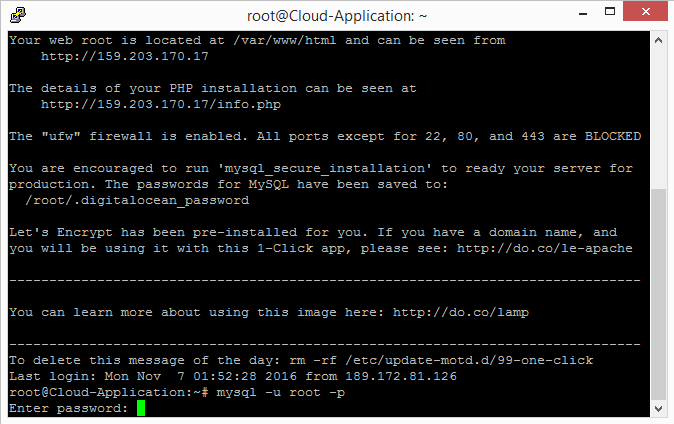 root@Cloud-Application: ~
Your web root is located at /var/www/html and can be seen from
http://159.203.170.17
The details of your PHP installation can be seen at
http://159.203.170.17/info.php
The "ufw" firewall is enabled. All ports except for 22, 80, and 443 are BLOCKED
You are encouraged to run 'mysql_secure_installation' to ready your server for
production. The passwords for MySQL have been saved to:
/root/.digitalocean_password
Let's Encrypt has been pre-installed for you. If you have a domain name, and
you will be using it with this 1-Click app, please see: http://do.co/le-apache
-------------------------------------------------------------------------------
You can learn more about using this image here: http://do.co/lamp
-------------------------------------------------------------------------------
To delete this message of the day: rm -rf /etc/update-motd.d/99-one-click
Last login: Mon Nov  7 01:52:28 2016 from 189.172.81.126
root@Cloud-Application:~# mysql -u root -p
Enter password: